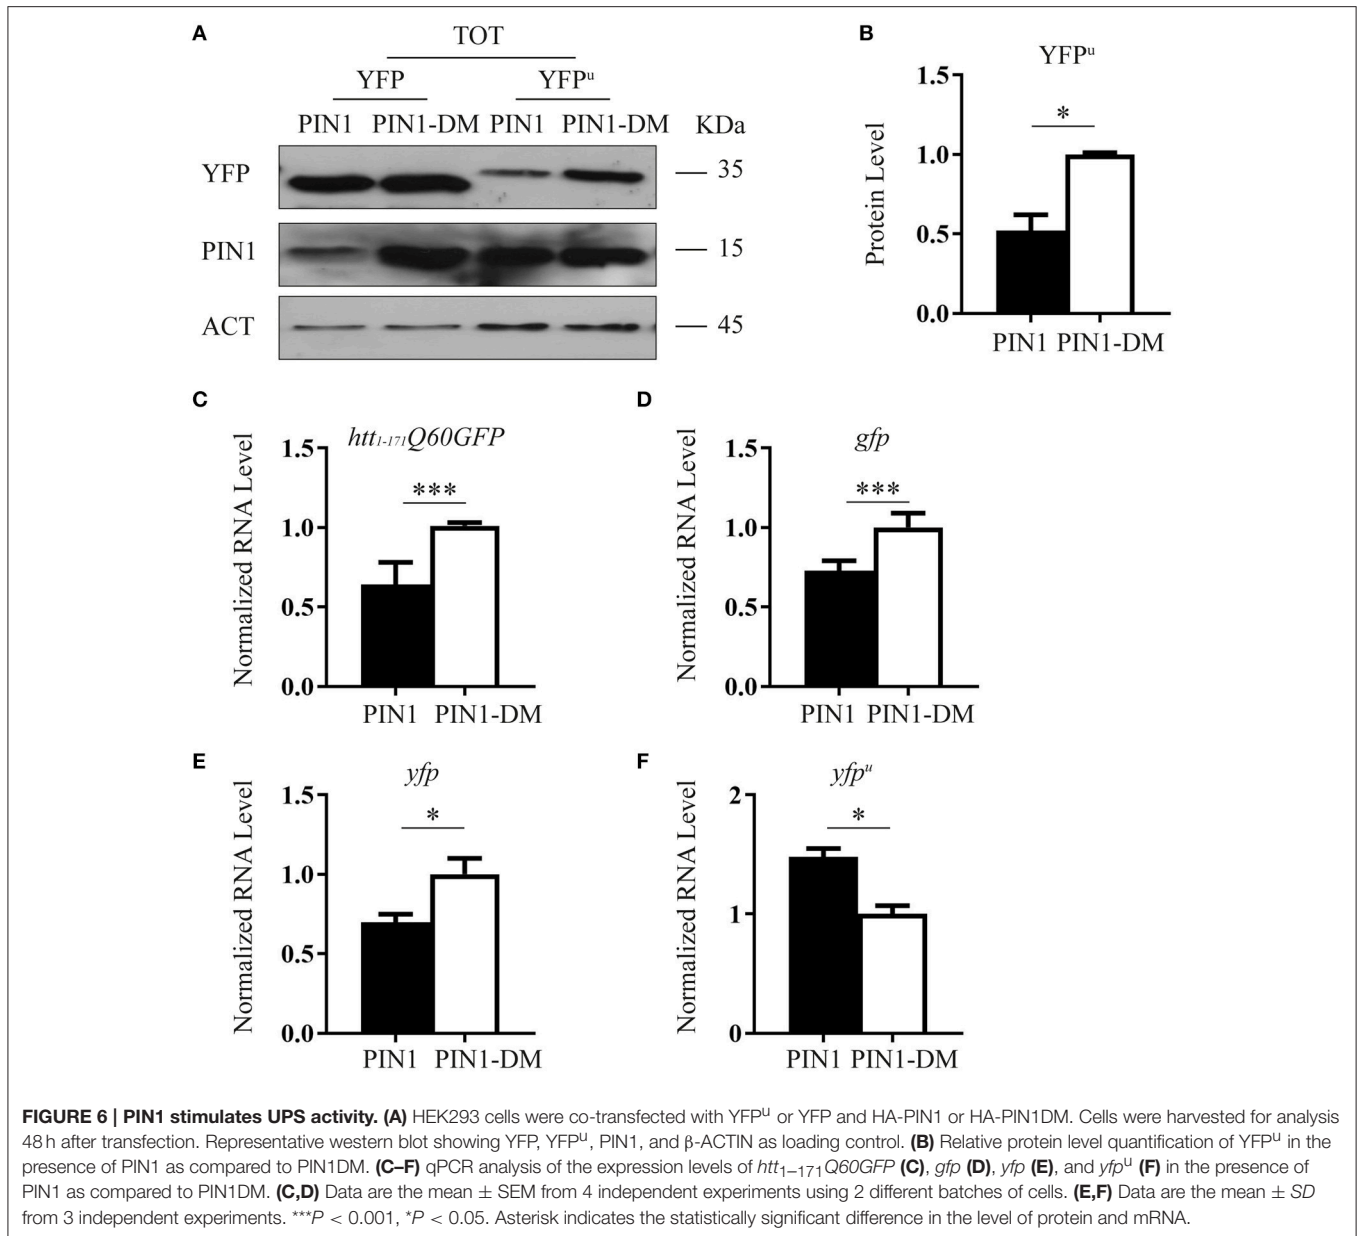 A
TOT
YFP YFPᵘ
PIN1 PIN1-DM PIN1 PIN1-DM KDa
YFP 35
PIN1 15
ACT 45
B
YFPᵘ
*
Protein Level
1.5
1.0
0.5
0.0
PIN1 PIN1-DM
C
htt₁₋₁₇₁Q60GFP
***
Normalized RNA Level
1.5
1.0
0.5
0.0
PIN1 PIN1-DM
D
gfp
***
Normalized RNA Level
1.5
1.0
0.5
0.0
PIN1 PIN1-DM
E
yfp
*
Normalized RNA Level
1.5
1.0
0.5
0.0
PIN1 PIN1-DM
F
yfpᵘ
*
Normalized RNA Level
2
1
0
PIN1 PIN1-DM
FIGURE 6 | PIN1 stimulates UPS activity. (A) HEK293 cells were co-transfected with YFPᵁ or YFP and HA-PIN1 or HA-PIN1DM. Cells were harvested for analysis
48 h after transfection. Representative western blot showing YFP, YFPᵁ, PIN1, and β-ACTIN as loading control. (B) Relative protein level quantification of YFPᵁ in the
presence of PIN1 as compared to PIN1DM. (C–F) qPCR analysis of the expression levels of htt₁₋₁₇₁Q60GFP (C), gfp (D), yfp (E), and yfpᵁ (F) in the presence of
PIN1 as compared to PIN1DM. (C,D) Data are the mean ± SEM from 4 independent experiments using 2 different batches of cells. (E,F) Data are the mean ± SD
from 3 independent experiments. ***P < 0.001, *P < 0.05. Asterisk indicates the statistically significant difference in the level of protein and mRNA.